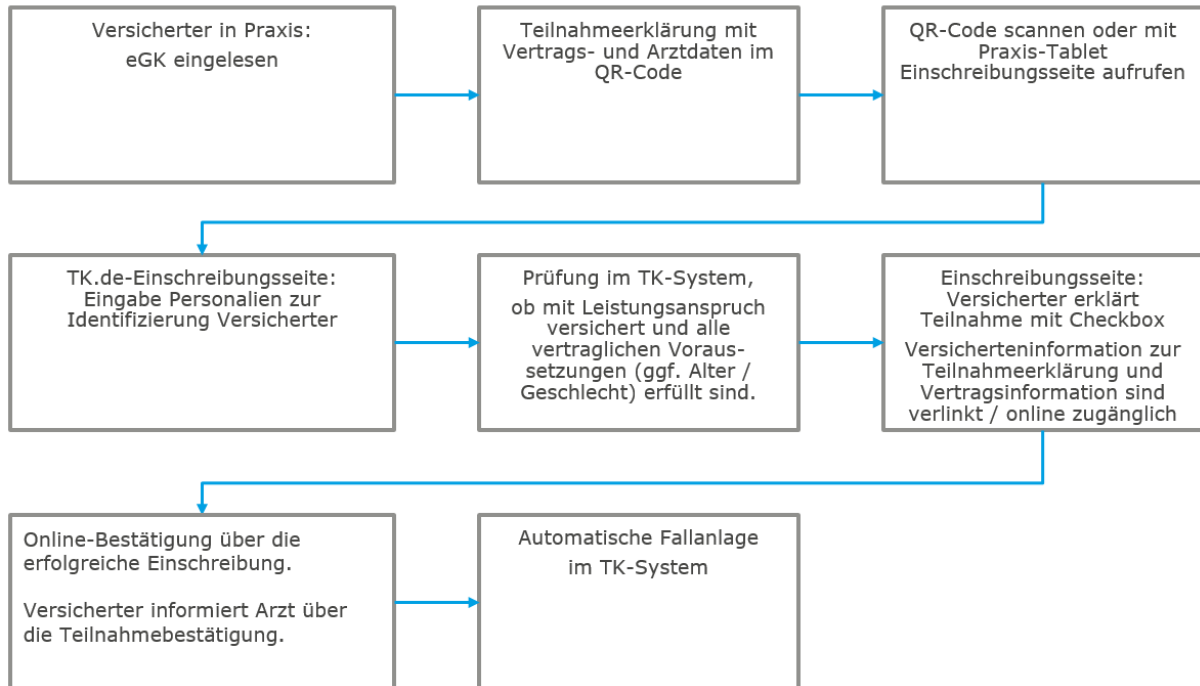 Versicherter in Praxis:
eGK eingelesen
Teilnahmeerklärung mit
Vertrags- und Arztdaten im
QR-Code
QR-Code scannen oder mit
Praxis-Tablet
Einschreibungsseite aufrufen
TK.de-Einschreibungsseite:
Eingabe Personalien zur
Identifizierung Versicherter
Prüfung im TK-System,
ob mit Leistungsanspruch
versichert und alle
vertraglichen Voraus-
setzungen (ggf. Alter /
Geschlecht) erfüllt sind.
Einschreibungsseite:
Versicherter erklärt
Teilnahme mit Checkbox
Versicherteninformation zur
Teilnahmeerklärung und
Vertragsinformation sind
verlinkt / online zugänglich
Online-Bestätigung über die
erfolgreiche Einschreibung.
Versicherter informiert Arzt über
die Teilnahmebestätigung.
Automatische Fallanlage
im TK-System